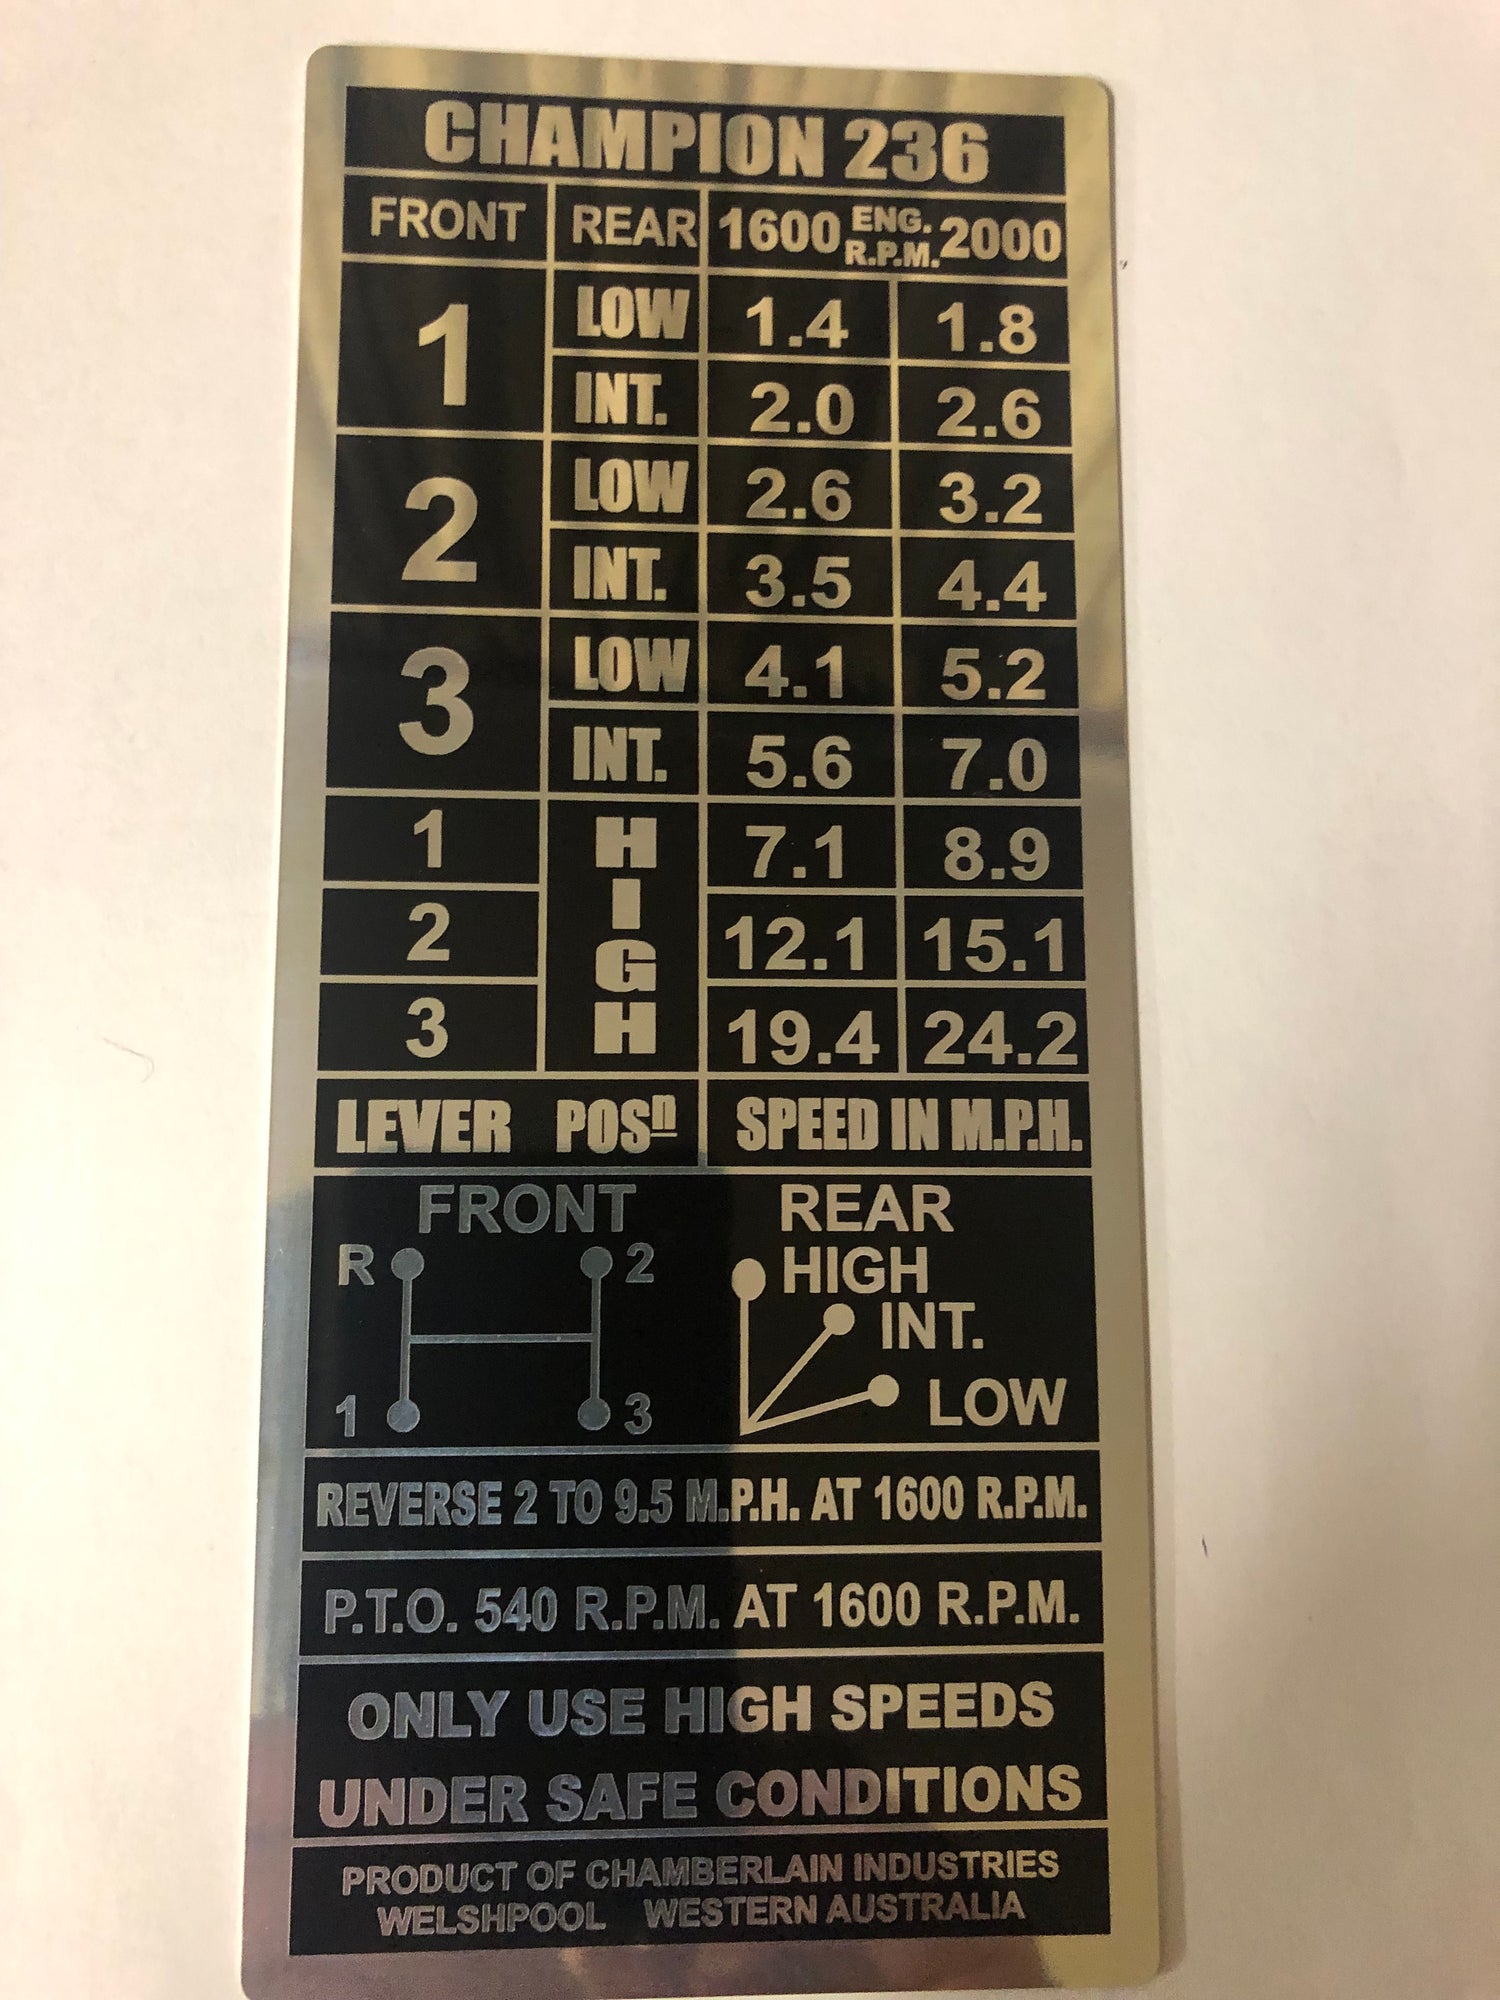 CHAMPION 236
FRONT REAR 1600 ENG. R.P.M. 2000
1 LOW 1.4 1.8
INT. 2.0 2.6
2 LOW 2.6 3.2
INT. 3.5 4.4
3 LOW 4.1 5.2
INT. 5.6 7.0
1 HIGH 7.1 8.9
2 12.1 15.1
3 19.4 24.2
LEVER POSn SPEED IN M.P.H.
FRONT REAR
R 2 HIGH
INT.
1 3 LOW
REVERSE 2 TO 9.5 M.P.H. AT 1600 R.P.M.
P.T.O. 540 R.P.M. AT 1600 R.P.M.
ONLY USE HIGH SPEEDS
UNDER SAFE CONDITIONS
PRODUCT OF CHAMBERLAIN INDUSTRIES
WELSHPOOL WESTERN AUSTRALIA